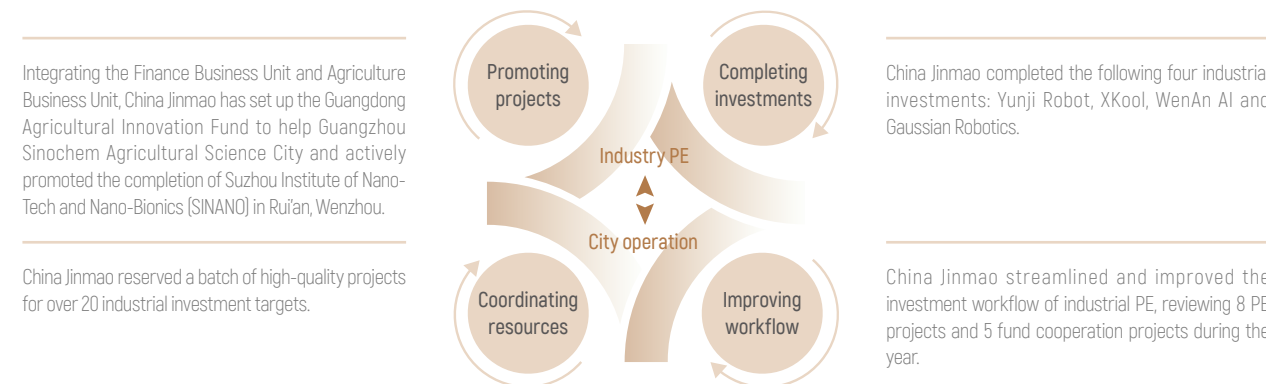 Integrating the Finance Business Unit and Agriculture
Business Unit, China Jinmao has set up the Guangdong
Agricultural Innovation Fund to help Guangzhou
Sinochem Agricultural Science City and actively
promoted the completion of Suzhou Institute of Nano-
Tech and Nano-Bionics (SINANO) in Rui'an, Wenzhou.
China Jinmao reserved a batch of high-quality projects
for over 20 industrial investment targets.
Promoting
projects
Completing
investments
Industry PE
City operation
Coordinating
resources
Improving
workflow
China Jinmao completed the following four industria
investments: Yunji Robot, XKool, WenAn AI and
Gaussian Robotics.
China Jinmao streamlined and improved the
investment workflow of industrial PE, reviewing 8 PE
projects and 5 fund cooperation projects during the
year.